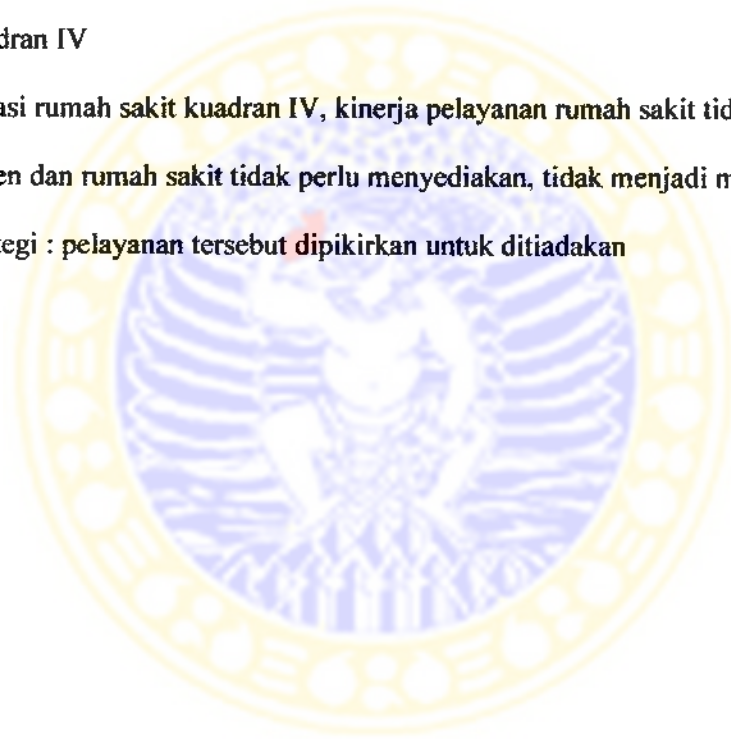 dran IV
asi rumah sakit kuadran IV, kinerja pelayanan rumah sakit tid
en dan rumah sakit tidak perlu menyediakan, tidak menjadi m
tegi : pelayanan tersebut dipikirkan untuk ditiadakan